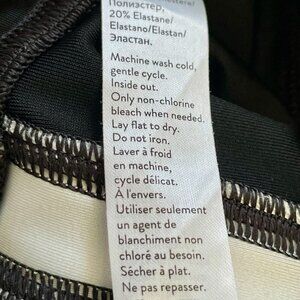 Полиэстер,
20% Elastane/
Elastano/Elastan/
Эластан.
Machine wash cold,
gentle cycle.
Inside out.
Only non-chlorine
bleach when needed.
Lay flat to dry.
Do not iron.
Laver à froid
en machine,
cycle délicat.
À l'envers.
Utiliser seulement
un agent de
blanchiment non
chloré au besoin.
Sécher à plat.
Ne pas repasser.